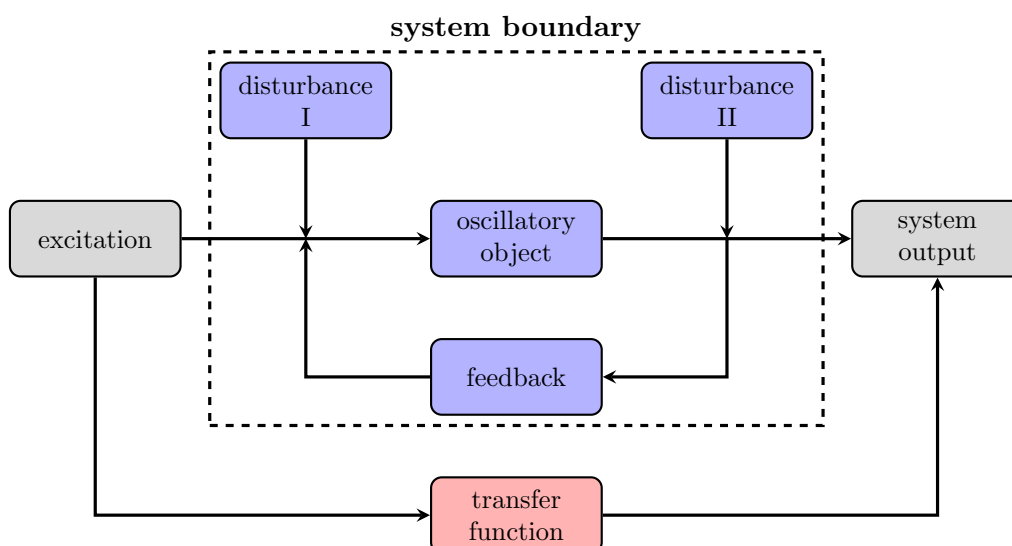 system boundary
disturbance
I
disturbance
II
excitation
oscillatory
object
system
output
feedback
transfer
function